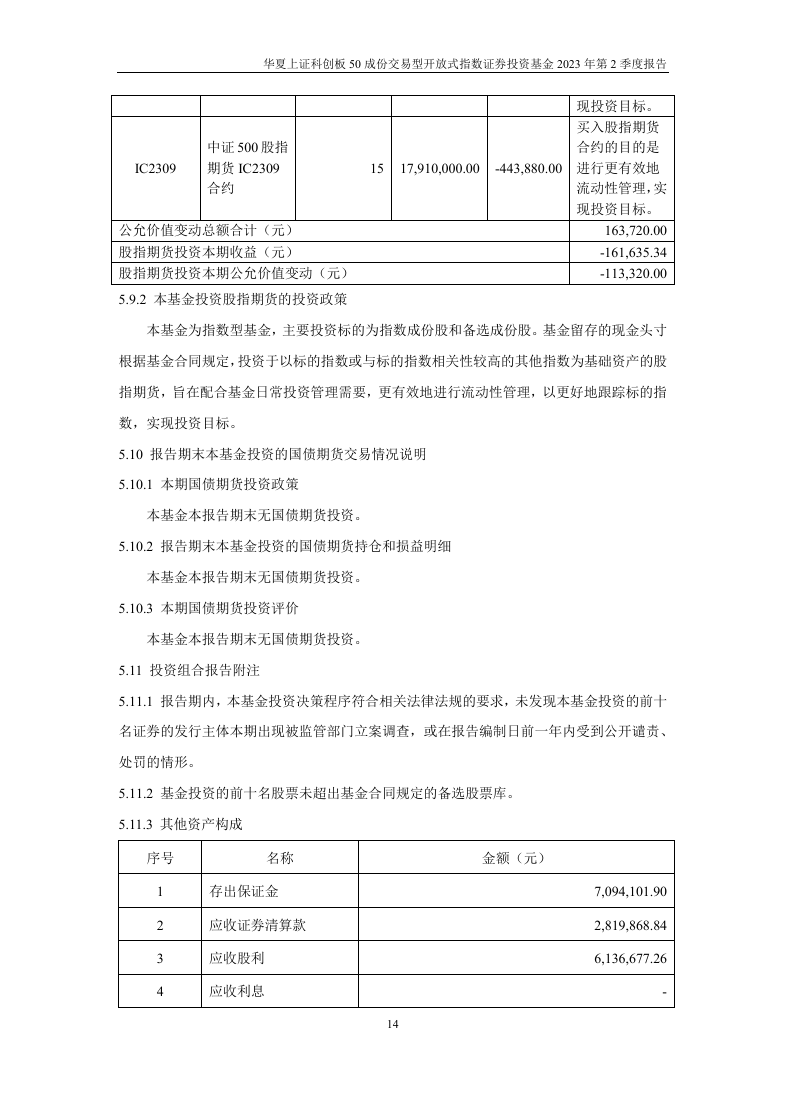 华夏上证科创板 50 成份交易型开放式指数证券投资基金 2023 年第 2 季度报告
现投资目标。
IC2309 中证 500 股指期货 IC2309 合约 15 17,910,000.00 -443,880.00 买入股指期货合约的目的是进行更有效地流动性管理,实现投资目标。
公允价值变动总额合计（元） 163,720.00
股指期货投资本期收益（元） -161,635.34
股指期货投资本期公允价值变动（元） -113,320.00
5.9.2 本基金投资股指期货的投资政策
本基金为指数型基金，主要投资标的为指数成份股和备选成份股。基金留存的现金头寸
根据基金合同规定，投资于以标的指数或与标的指数相关性较高的其他指数为基础资产的股
指期货，旨在配合基金日常投资管理需要，更有效地进行流动性管理，以更好地跟踪标的指
数，实现投资目标。
5.10 报告期末本基金投资的国债期货交易情况说明
5.10.1 本期国债期货投资政策
本基金本报告期末无国债期货投资。
5.10.2 报告期末本基金投资的国债期货持仓和损益明细
本基金本报告期末无国债期货投资。
5.10.3 本期国债期货投资评价
本基金本报告期末无国债期货投资。
5.11 投资组合报告附注
5.11.1 报告期内，本基金投资决策程序符合相关法律法规的要求，未发现本基金投资的前十
名证券的发行主体本期出现被监管部门立案调查，或在报告编制日前一年内受到公开谴责、
处罚的情形。
5.11.2 基金投资的前十名股票未超出基金合同规定的备选股票库。
5.11.3 其他资产构成
序号 名称 金额（元）
1 存出保证金 7,094,101.90
2 应收证券清算款 2,819,868.84
3 应收股利 6,136,677.26
4 应收利息 -
14